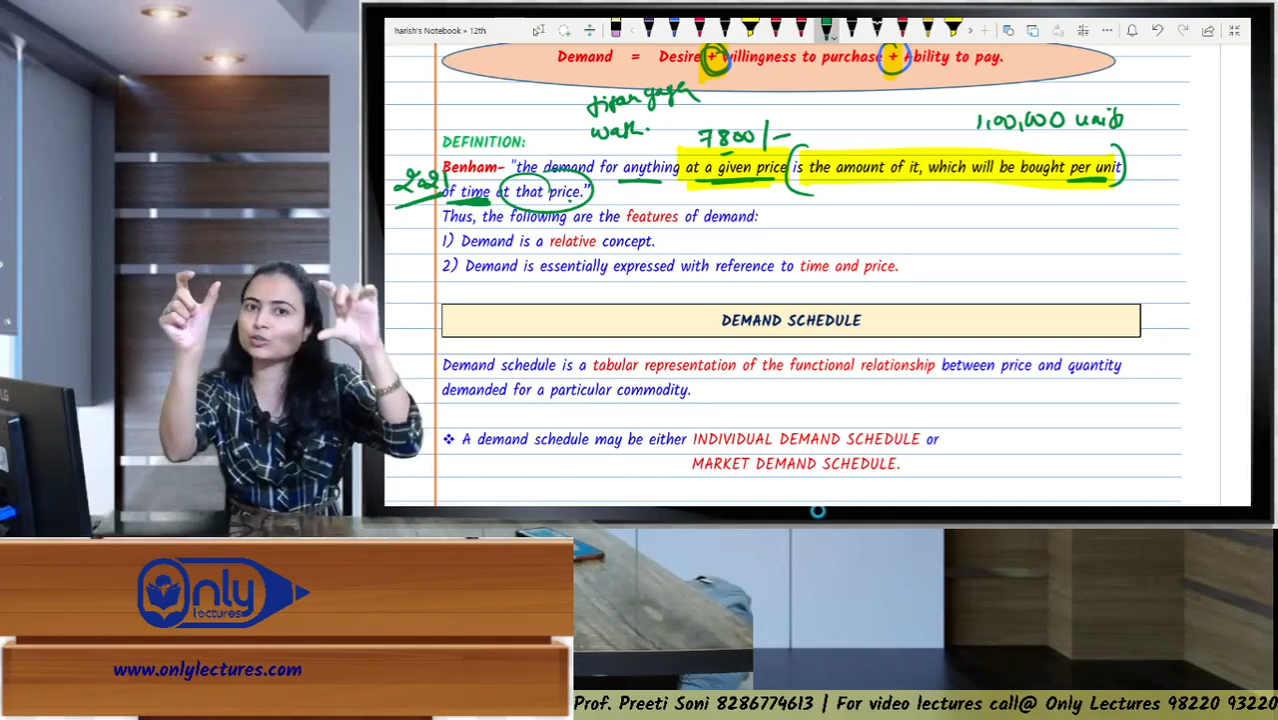 harish's Notebook » 12th
Demand = Desire + willingness to purchase + Ability to pay.
7800/-
1,00,000 units
DEFINITION:
Benham- "the demand for anything at a given price is the amount of it, which will be bought per unit
of time at that price."
Thus, the following are the features of demand:
1) Demand is a relative concept.
2) Demand is essentially expressed with reference to time and price.
DEMAND SCHEDULE
Demand schedule is a tabular representation of the functional relationship between price and quantity
demanded for a particular commodity.
❖ A demand schedule may be either INDIVIDUAL DEMAND SCHEDULE or
MARKET DEMAND SCHEDULE.
LG
Only
lectures
www.onlylectures.com
Prof. Preeti Soni 8286774613 | For video lectures call@ Only Lectures 98220 93220